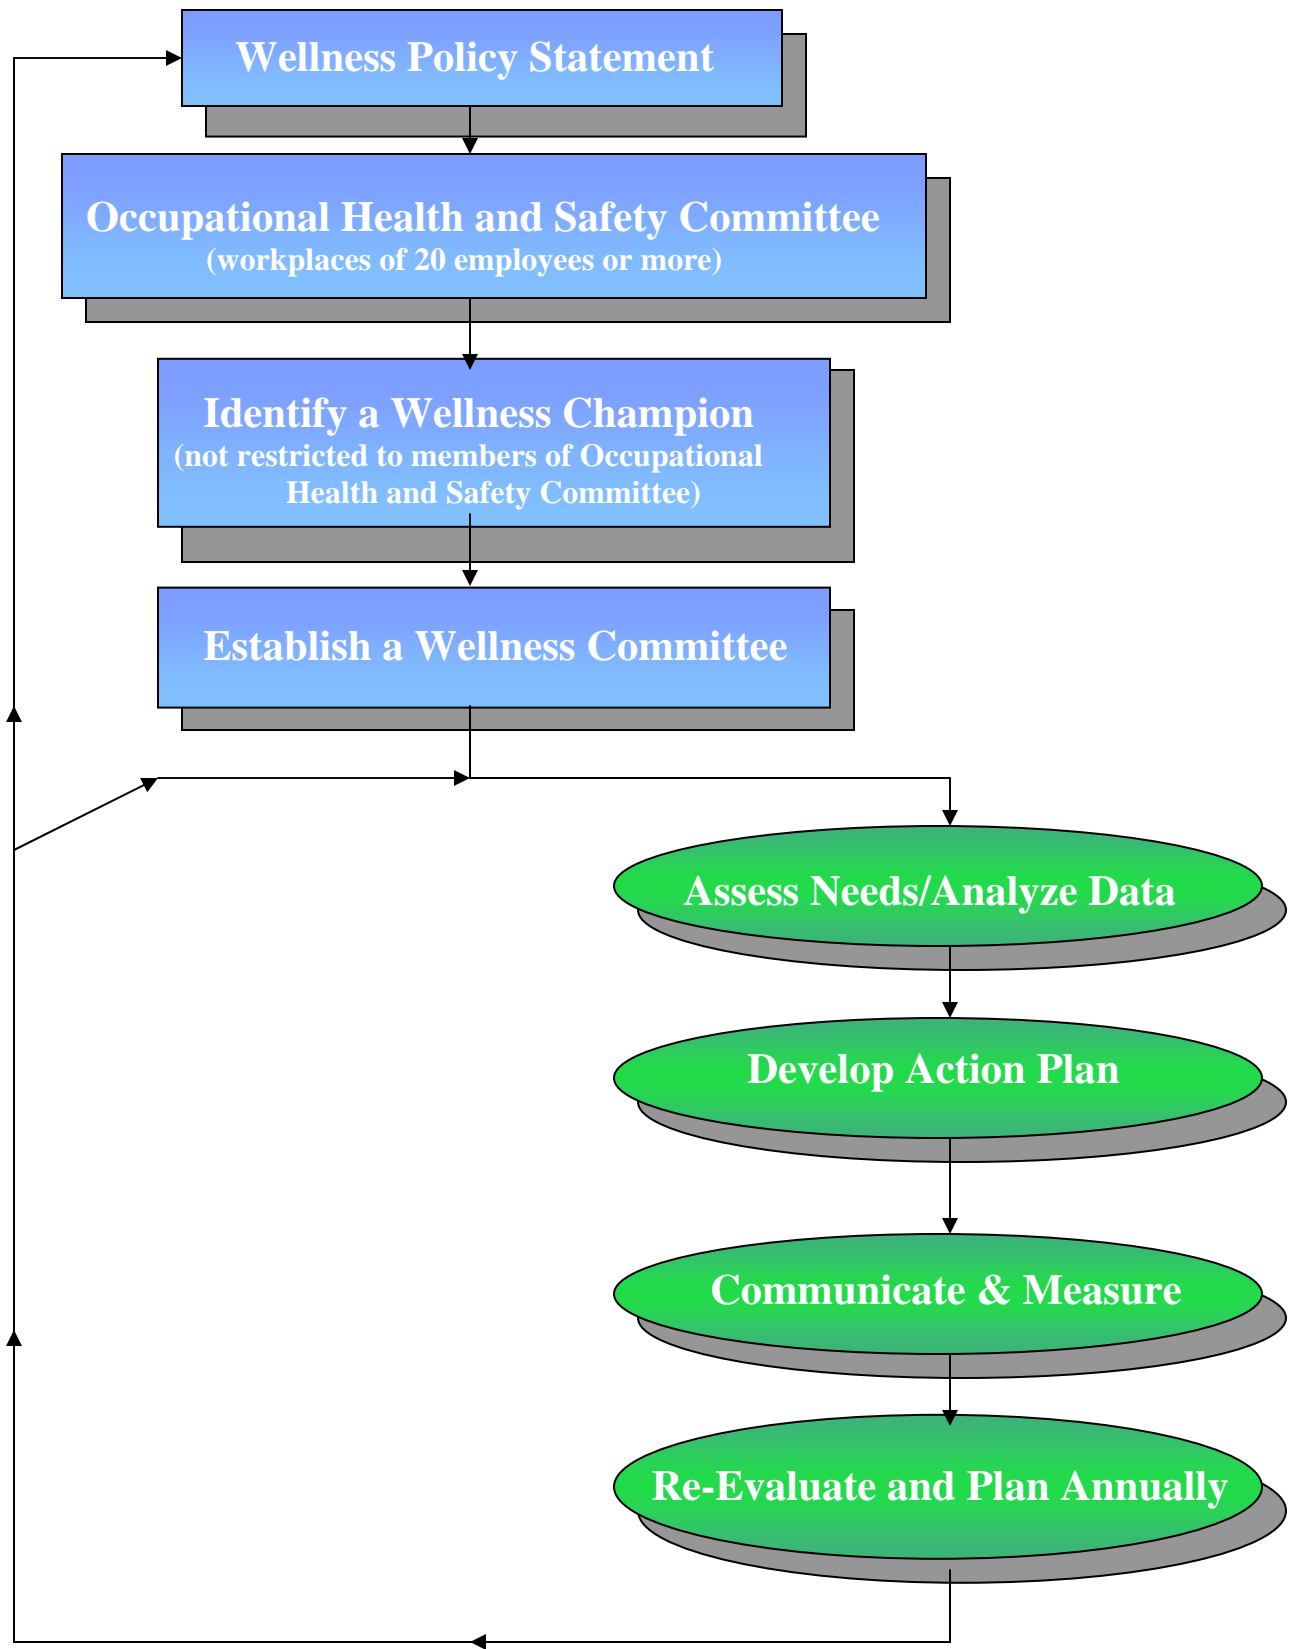 Wellness Policy Statement
Occupational Health and Safety Committee
(workplaces of 20 employees or more)
Identify a Wellness Champion
(not restricted to members of Occupational
Health and Safety Committee)
Establish a Wellness Committee
Assess Needs/Analyze Data
Develop Action Plan
Communicate & Measure
Re-Evaluate and Plan Annually